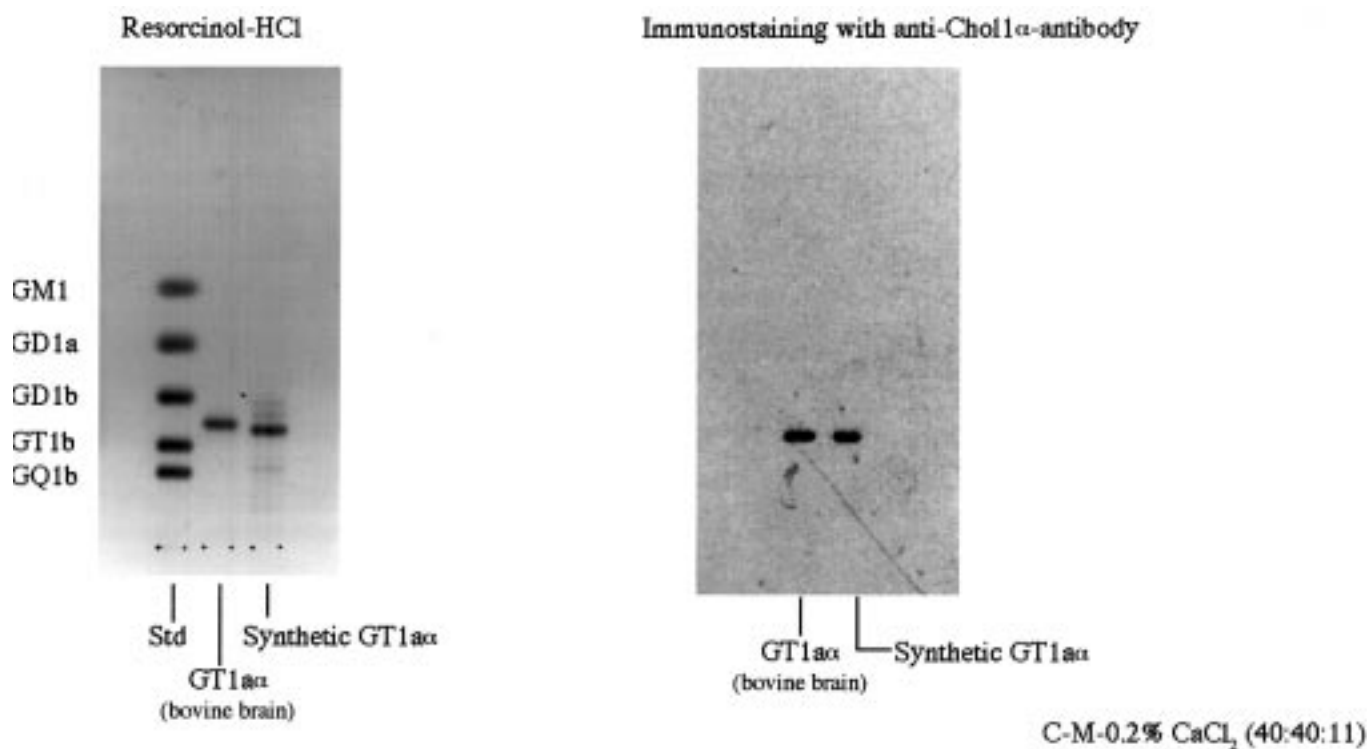 Resorcinol-HCl
Immunostaining with anti-Chol1α-antibody
GM1
GD1a
GD1b
GT1b
GQ1b
Std
Synthetic GT1aα
GT1aα
(bovine brain)
GT1aα
(bovine brain)
Synthetic GT1aα
C-M-0.2% CaCl, (40:40:11)